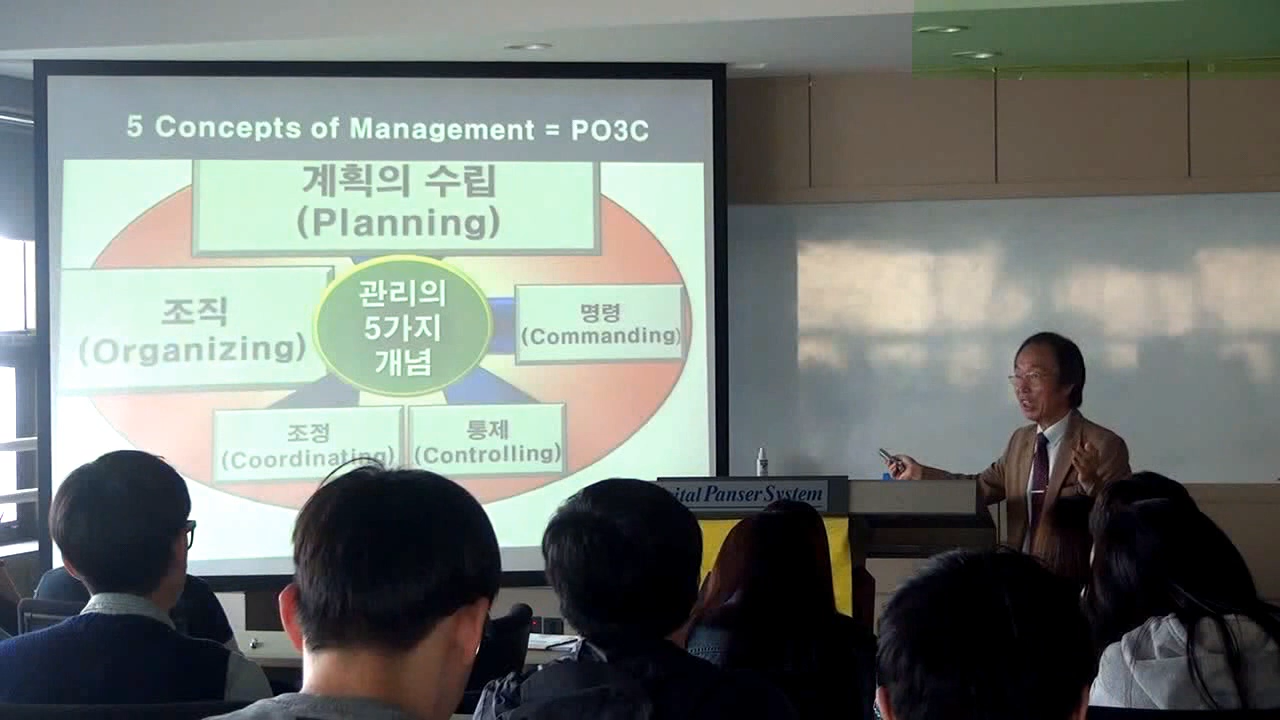 5 Concepts of Management = PO3C
계획의 수립
(Planning)
조직
(Organizing)
관리의
5가지
개념
명령
(Commanding)
조정
(Coordinating)
통제
(Controlling)
Panser System